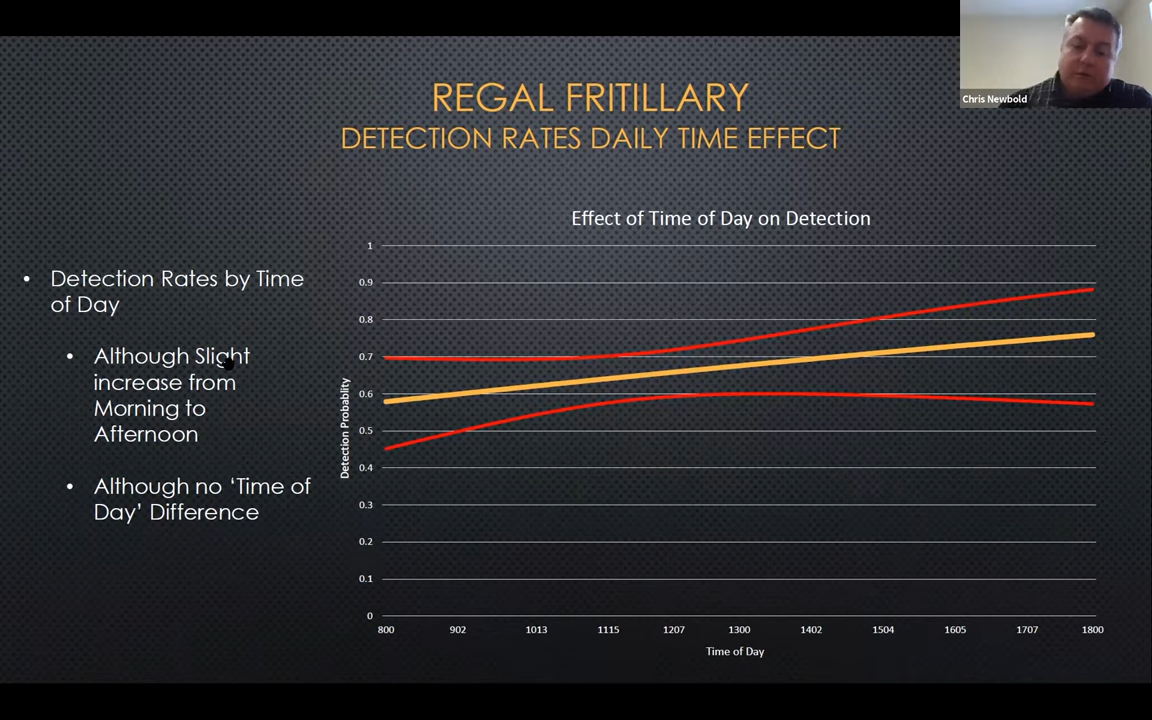 Chris Newbold
REGAL FRITILLARY
DETECTION RATES DAILY TIME EFFECT
• Detection Rates by Time
of Day
• Although Slight
increase from
Morning to
Afternoon
• Although no ‘Time of
Day’ Difference
Effect of Time of Day on Detection
Detection Probablity
1
0.9
0.8
0.7
0.6
0.5
0.4
0.3
0.2
0.1
0
800 902 1013 1115 1207 1300 1402 1504 1605 1707 1800
Time of Day